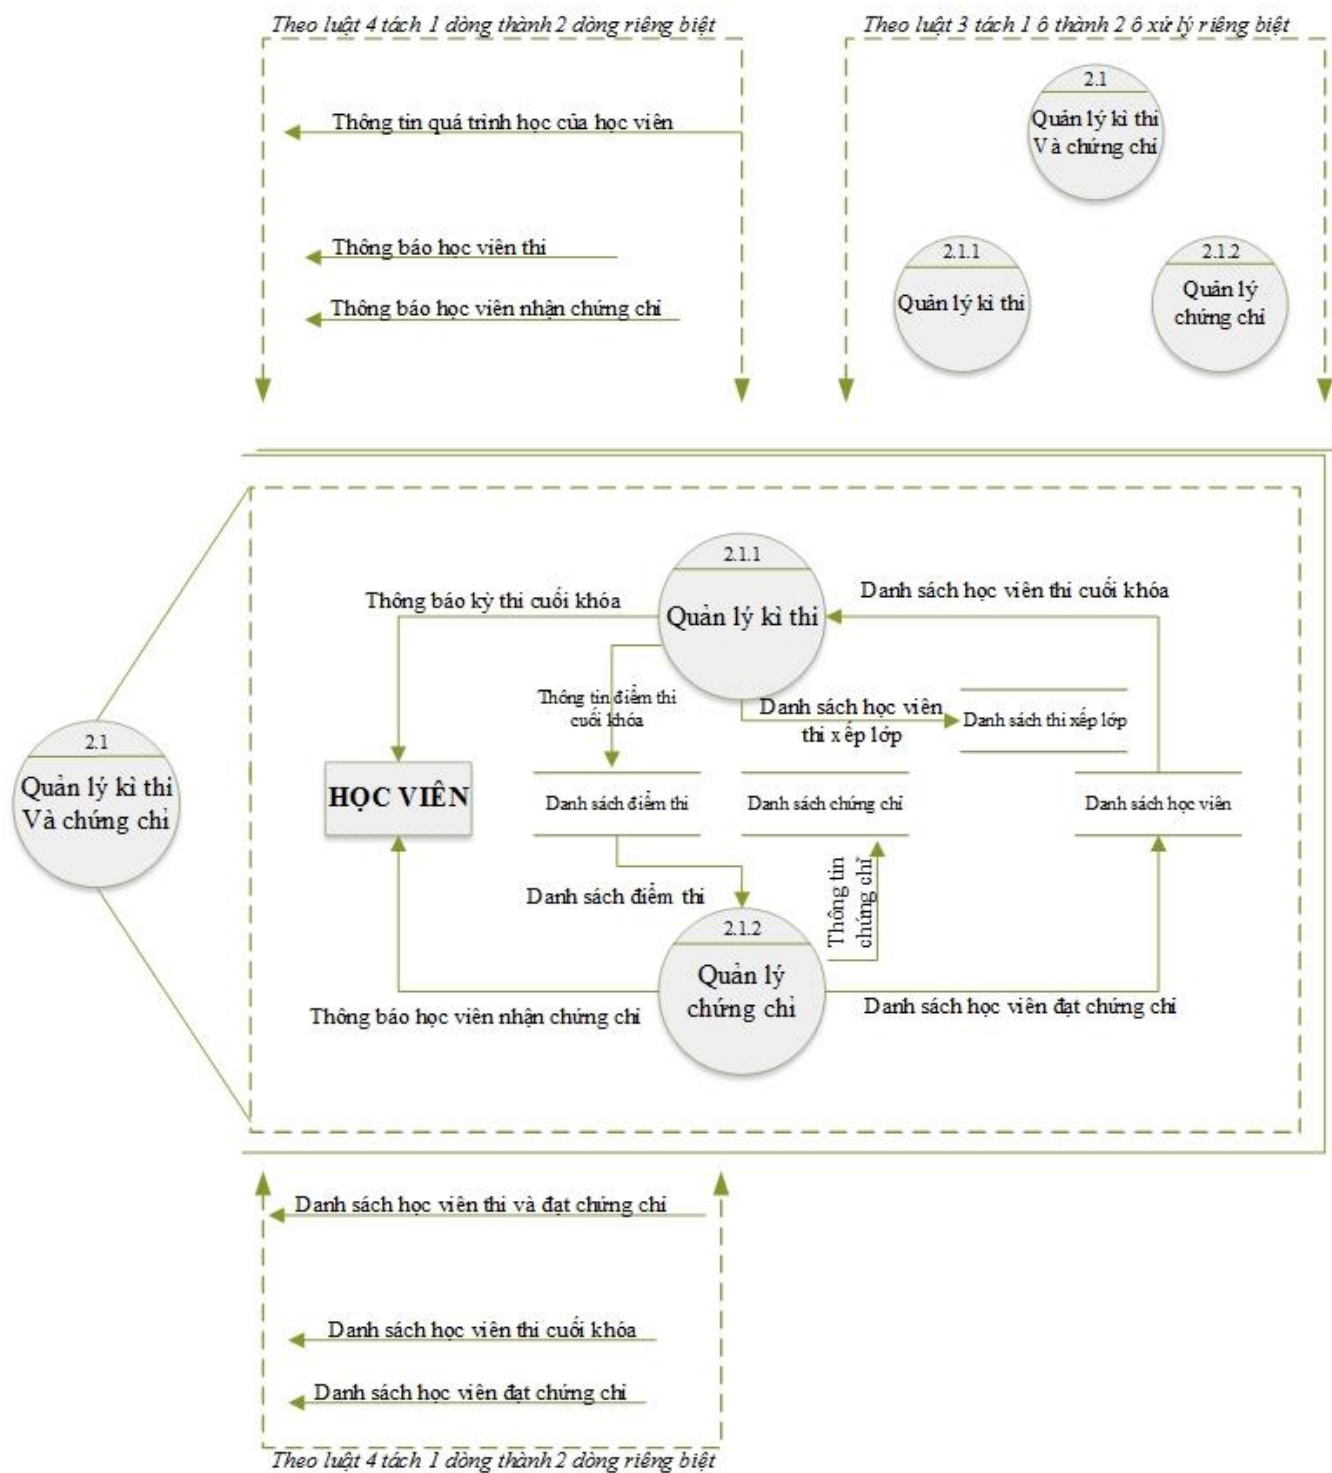 Theo luật 4 tách 1 dòng thành 2 dòng riêng biệt
Theo luật 3 tách 1 ô thành 2 ô xử lý riêng biệt
Thông tin quá trình học của học viên
Thông báo học viên thi
Thông báo học viên nhận chứng chỉ
2.1
Quản lý kì thi
Và chứng chỉ
2.1.1
Quản lý kì thi
2.1.2
Quản lý
chứng chỉ
2.1.1
Quản lý kì thi
Thông báo kỳ thi cuối khóa
Danh sách học viên thi cuối khóa
Thông tin điểm thi
cuối khóa
Danh sách học viên
thi xếp lớp
Danh sách thi xếp lớp
2.1
Quản lý kì thi
Và chứng chỉ
HỌC VIÊN
Danh sách điểm thi
Danh sách chứng chỉ
Danh sách học viên
Danh sách điểm thi
Thông tin
chứng chỉ
2.1.2
Quản lý
chứng chỉ
Thông báo học viên nhận chứng chỉ
Danh sách học viên đạt chứng chỉ
Danh sách học viên thi và đạt chứng chỉ
Danh sách học viên thi cuối khóa
Danh sách học viên đạt chứng chỉ
Theo luật 4 tách 1 dòng thành 2 dòng riêng biệt